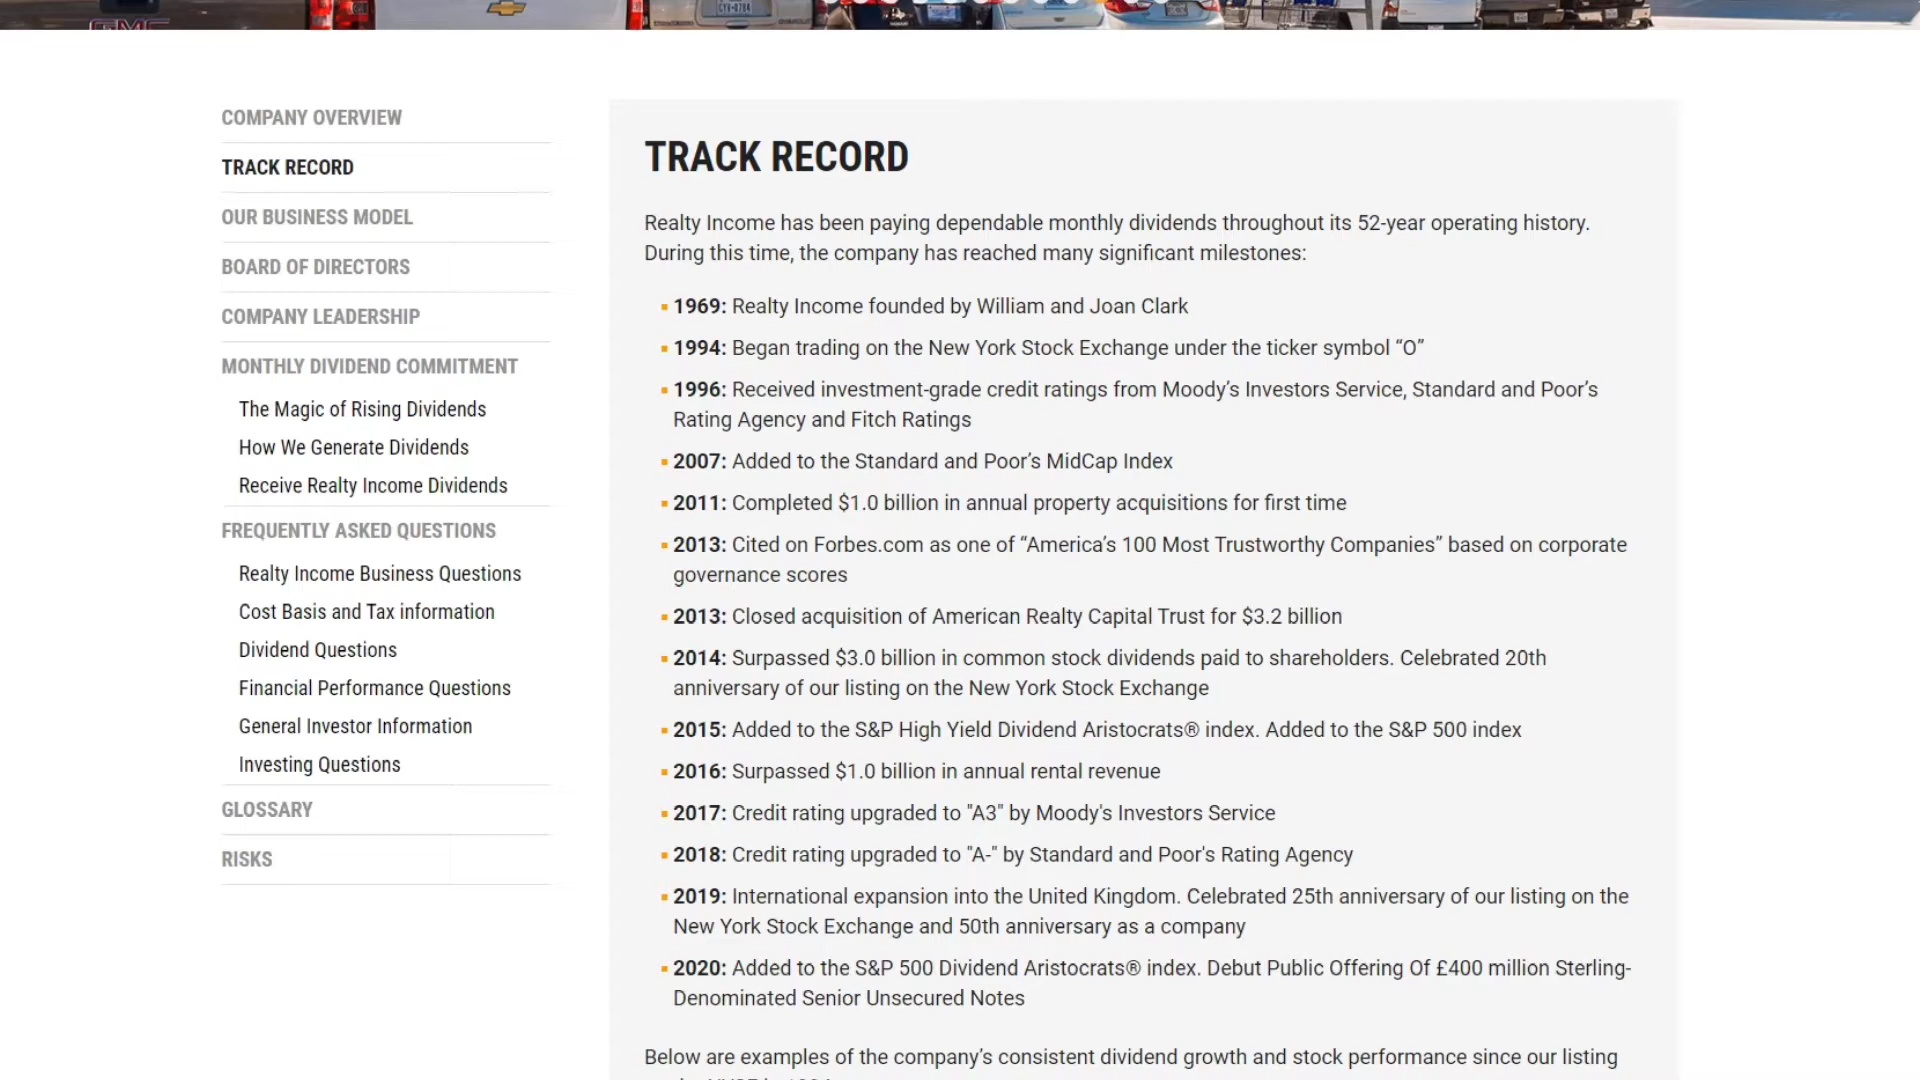 GMC
CYV-0784
COMPANY OVERVIEW
TRACK RECORD
OUR BUSINESS MODEL
BOARD OF DIRECTORS
COMPANY LEADERSHIP
MONTHLY DIVIDEND COMMITMENT
The Magic of Rising Dividends
How We Generate Dividends
Receive Realty Income Dividends
FREQUENTLY ASKED QUESTIONS
Realty Income Business Questions
Cost Basis and Tax information
Dividend Questions
Financial Performance Questions
General Investor Information
Investing Questions
GLOSSARY
RISKS
TRACK RECORD
Realty Income has been paying dependable monthly dividends throughout its 52-year operating history.
During this time, the company has reached many significant milestones:
▪ 1969: Realty Income founded by William and Joan Clark
▪ 1994: Began trading on the New York Stock Exchange under the ticker symbol “O”
▪ 1996: Received investment-grade credit ratings from Moody’s Investors Service, Standard and Poor’s
Rating Agency and Fitch Ratings
▪ 2007: Added to the Standard and Poor’s MidCap Index
▪ 2011: Completed $1.0 billion in annual property acquisitions for first time
▪ 2013: Cited on Forbes.com as one of “America’s 100 Most Trustworthy Companies” based on corporate
governance scores
▪ 2013: Closed acquisition of American Realty Capital Trust for $3.2 billion
▪ 2014: Surpassed $3.0 billion in common stock dividends paid to shareholders. Celebrated 20th
anniversary of our listing on the New York Stock Exchange
▪ 2015: Added to the S&P High Yield Dividend Aristocrats® index. Added to the S&P 500 index
▪ 2016: Surpassed $1.0 billion in annual rental revenue
▪ 2017: Credit rating upgraded to "A3" by Moody's Investors Service
▪ 2018: Credit rating upgraded to "A-" by Standard and Poor's Rating Agency
▪ 2019: International expansion into the United Kingdom. Celebrated 25th anniversary of our listing on the
New York Stock Exchange and 50th anniversary as a company
▪ 2020: Added to the S&P 500 Dividend Aristocrats® index. Debut Public Offering Of £400 million Sterling-
Denominated Senior Unsecured Notes
Below are examples of the company’s consistent dividend growth and stock performance since our listing